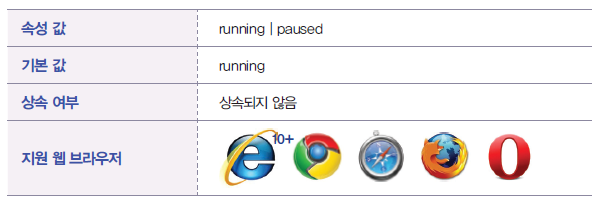 속성 값 running | paused
기본 값 running
상속 여부 상속되지 않음
지원 웹 브라우저 10+